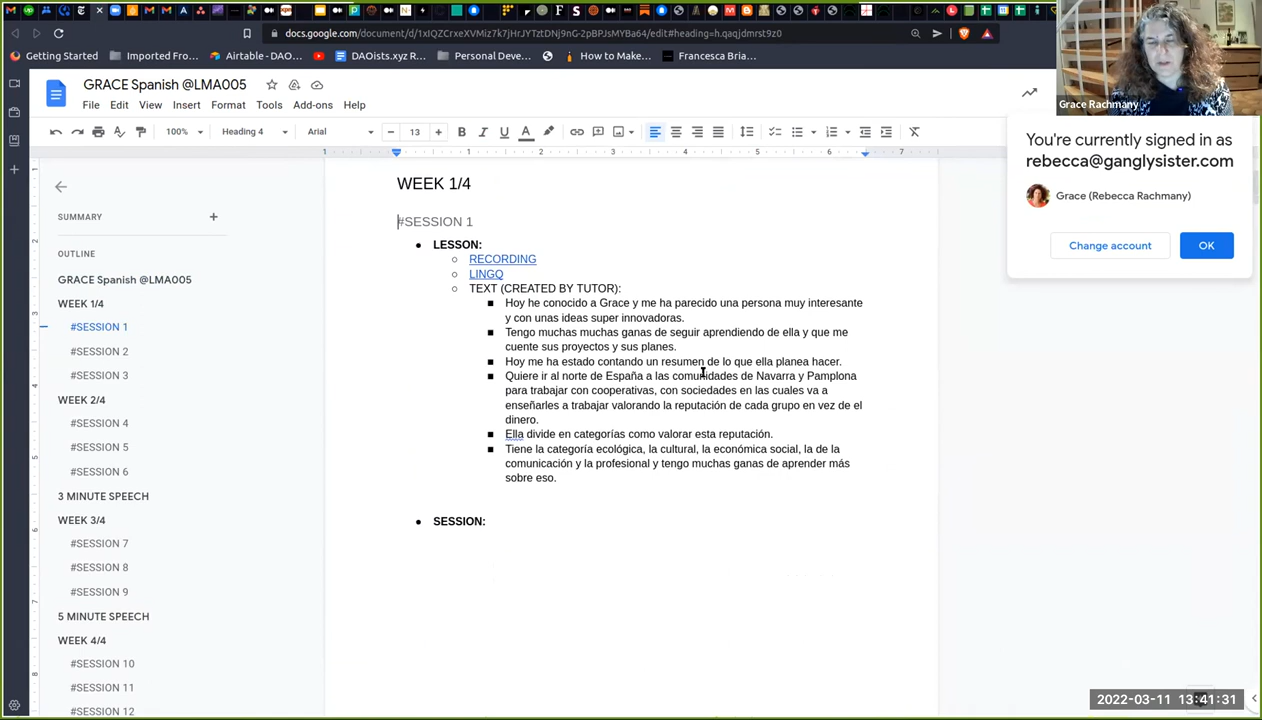 docs.google.com/document/d/1xIQZCrxeXVMiz7k7jHrJYTztDNj9nG-2pBPJsMYBa64/edit#heading=h.qaqjdmrst9z0
Getting Started
Imported Fro...
Airtable - DAO...
DAOists.xyz R...
Personal Deve...
How to Make...
Francesca Bria...
Grace Rachmany
GRACE Spanish @LMA005
File Edit View Insert Format Tools Add-ons Help
100% Heading 4 Arial 13
You're currently signed in as
rebecca@ganglysister.com
Grace (Rebecca Rachmany)
Change account OK
SUMMARY
OUTLINE
GRACE Spanish @LMA005
WEEK 1/4
#SESSION 1
#SESSION 2
#SESSION 3
WEEK 2/4
#SESSION 4
#SESSION 5
#SESSION 6
3 MINUTE SPEECH
WEEK 3/4
#SESSION 7
#SESSION 8
#SESSION 9
5 MINUTE SPEECH
WEEK 4/4
#SESSION 10
#SESSION 11
#SESSION 12
WEEK 1/4
#SESSION 1
LESSON:
RECORDING
LINGQ
TEXT (CREATED BY TUTOR):
Hoy he conocido a Grace y me ha parecido una persona muy interesante
y con unas ideas super innovadoras.
Tengo muchas muchas ganas de seguir aprendiendo de ella y que me
cuente sus proyectos y sus planes.
Hoy me ha estado contando un resumen de lo que ella planea hacer.
Quiere ir al norte de España a las comunidades de Navarra y Pamplona
para trabajar con cooperativas, con sociedades en las cuales va a
enseñarles a trabajar valorando la reputación de cada grupo en vez de el
dinero.
Ella divide en categorías como valorar esta reputación.
Tiene la categoría ecológica, la cultural, la económica social, la de la
comunicación y la profesional y tengo muchas ganas de aprender más
sobre eso.
SESSION:
2022-03-11 13:41:31